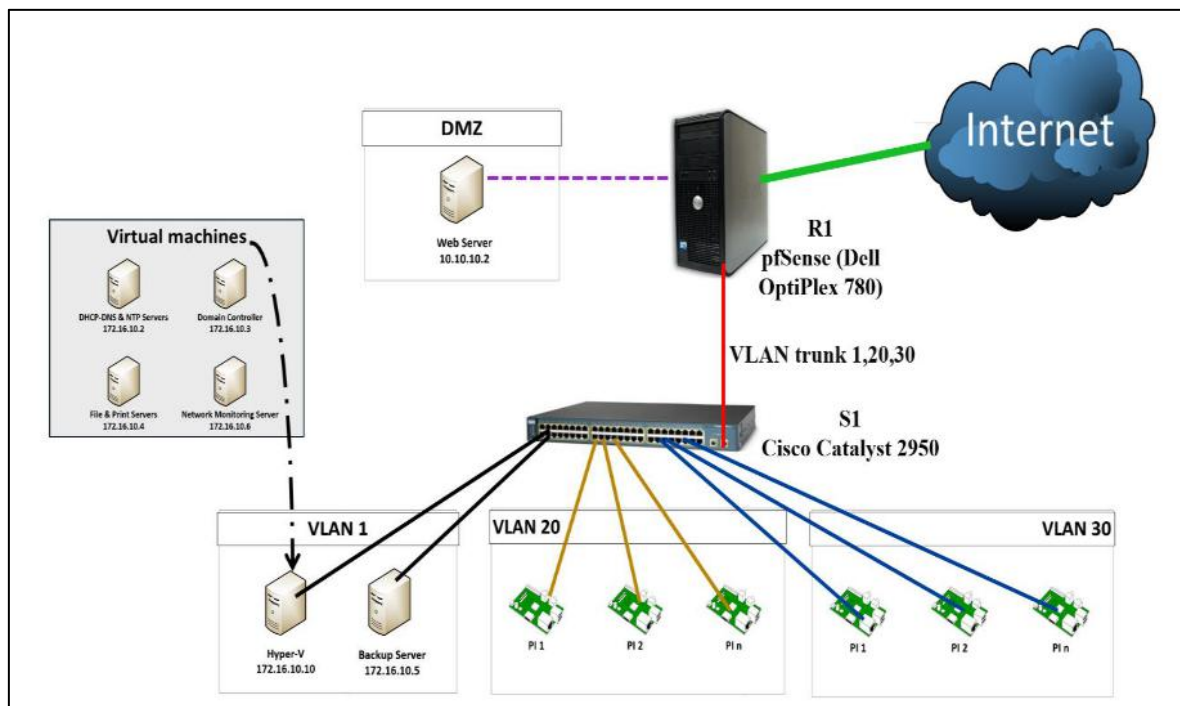 Internet
DMZ
Web Server
10.10.10.2
R1
pfSense (Dell
OptiPlex 780)
Virtual machines
DHCP-DNS & NTP Servers
172.16.10.2
Domain Controller
172.16.10.3
File & Print Servers
172.16.10.4
Network Monitoring Server
172.16.10.6
VLAN trunk 1,20,30
S1
Cisco Catalyst 2950
VLAN 1
Hyper-V
172.16.10.10
Backup Server
172.16.10.5
VLAN 20
PI 1
PI 2
PI n
VLAN 30
PI 1
PI 2
PI n